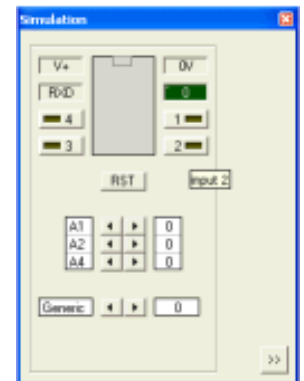 Simulation
V+ 0V
RXD 0
4 1
3 2
RST input 2
A1 0
A2 0
A4 0
Generic 0
>>